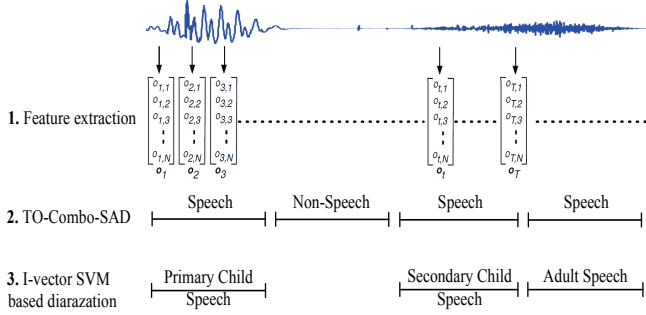 o1,1 o2,1 o3,1 ot,1 oT,1
o1,2 o2,2 o3,2 ot,2 oT,2
o1,3 o2,3 o3,3 ot,3 oT,3
1. Feature extraction
o1,N o2,N o3,N ot,N oT,N
o1 o2 o3 ot oT
Speech Non-Speech Speech Speech
2. TO-Combo-SAD
3. I-vector SVM Primary Child Secondary Child Adult Speech
based diarazation Speech Speech